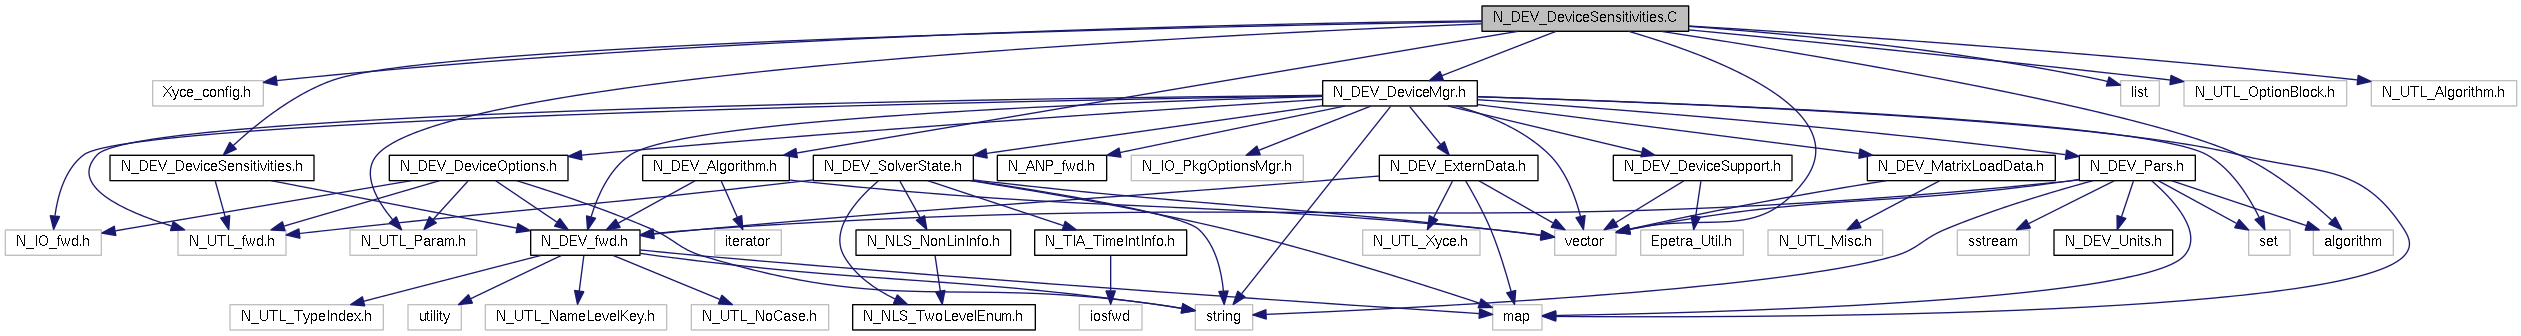 N_DEV_DeviceSensitivities.C
Xyce_config.h
N_DEV_DeviceMgr.h
list
N_UTL_OptionBlock.h
N_UTL_Algorithm.h
N_DEV_DeviceSensitivities.h
N_DEV_DeviceOptions.h
N_DEV_Algorithm.h
N_DEV_SolverState.h
N_ANP_fwd.h
N_IO_PkgOptionsMgr.h
N_DEV_ExternData.h
N_DEV_DeviceSupport.h
N_DEV_MatrixLoadData.h
N_DEV_Pars.h
N_IO_fwd.h
N_UTL_fwd.h
N_UTL_Param.h
N_DEV_fwd.h
iterator
N_NLS_NonLinInfo.h
N_TIA_TimeIntInfo.h
N_UTL_Xyce.h
vector
Epetra_Util.h
N_UTL_Misc.h
sstream
N_DEV_Units.h
set
algorithm
N_UTL_TypeIndex.h
utility
N_UTL_NameLevelKey.h
N_UTL_NoCase.h
N_NLS_TwoLevelEnum.h
iosfwd
string
map